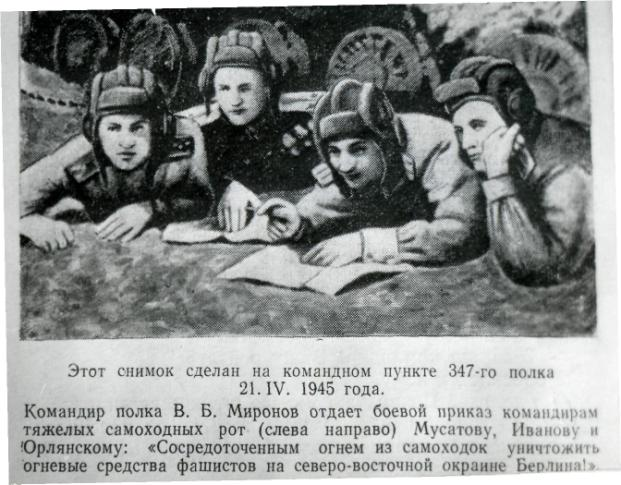 Этот снимок сделан на командном пункте 347-го полка
21. IV. 1945 года.
Командир полка В. Б. Миронов отдает боевой приказ командирам
тяжелых самоходных рот (слева направо) Мусатову, Иванову и
Орлянскому: «Сосредоточенным огнем из самоходок уничтожить
огневые средства фашистов на северо-восточной окраине Берлина!».